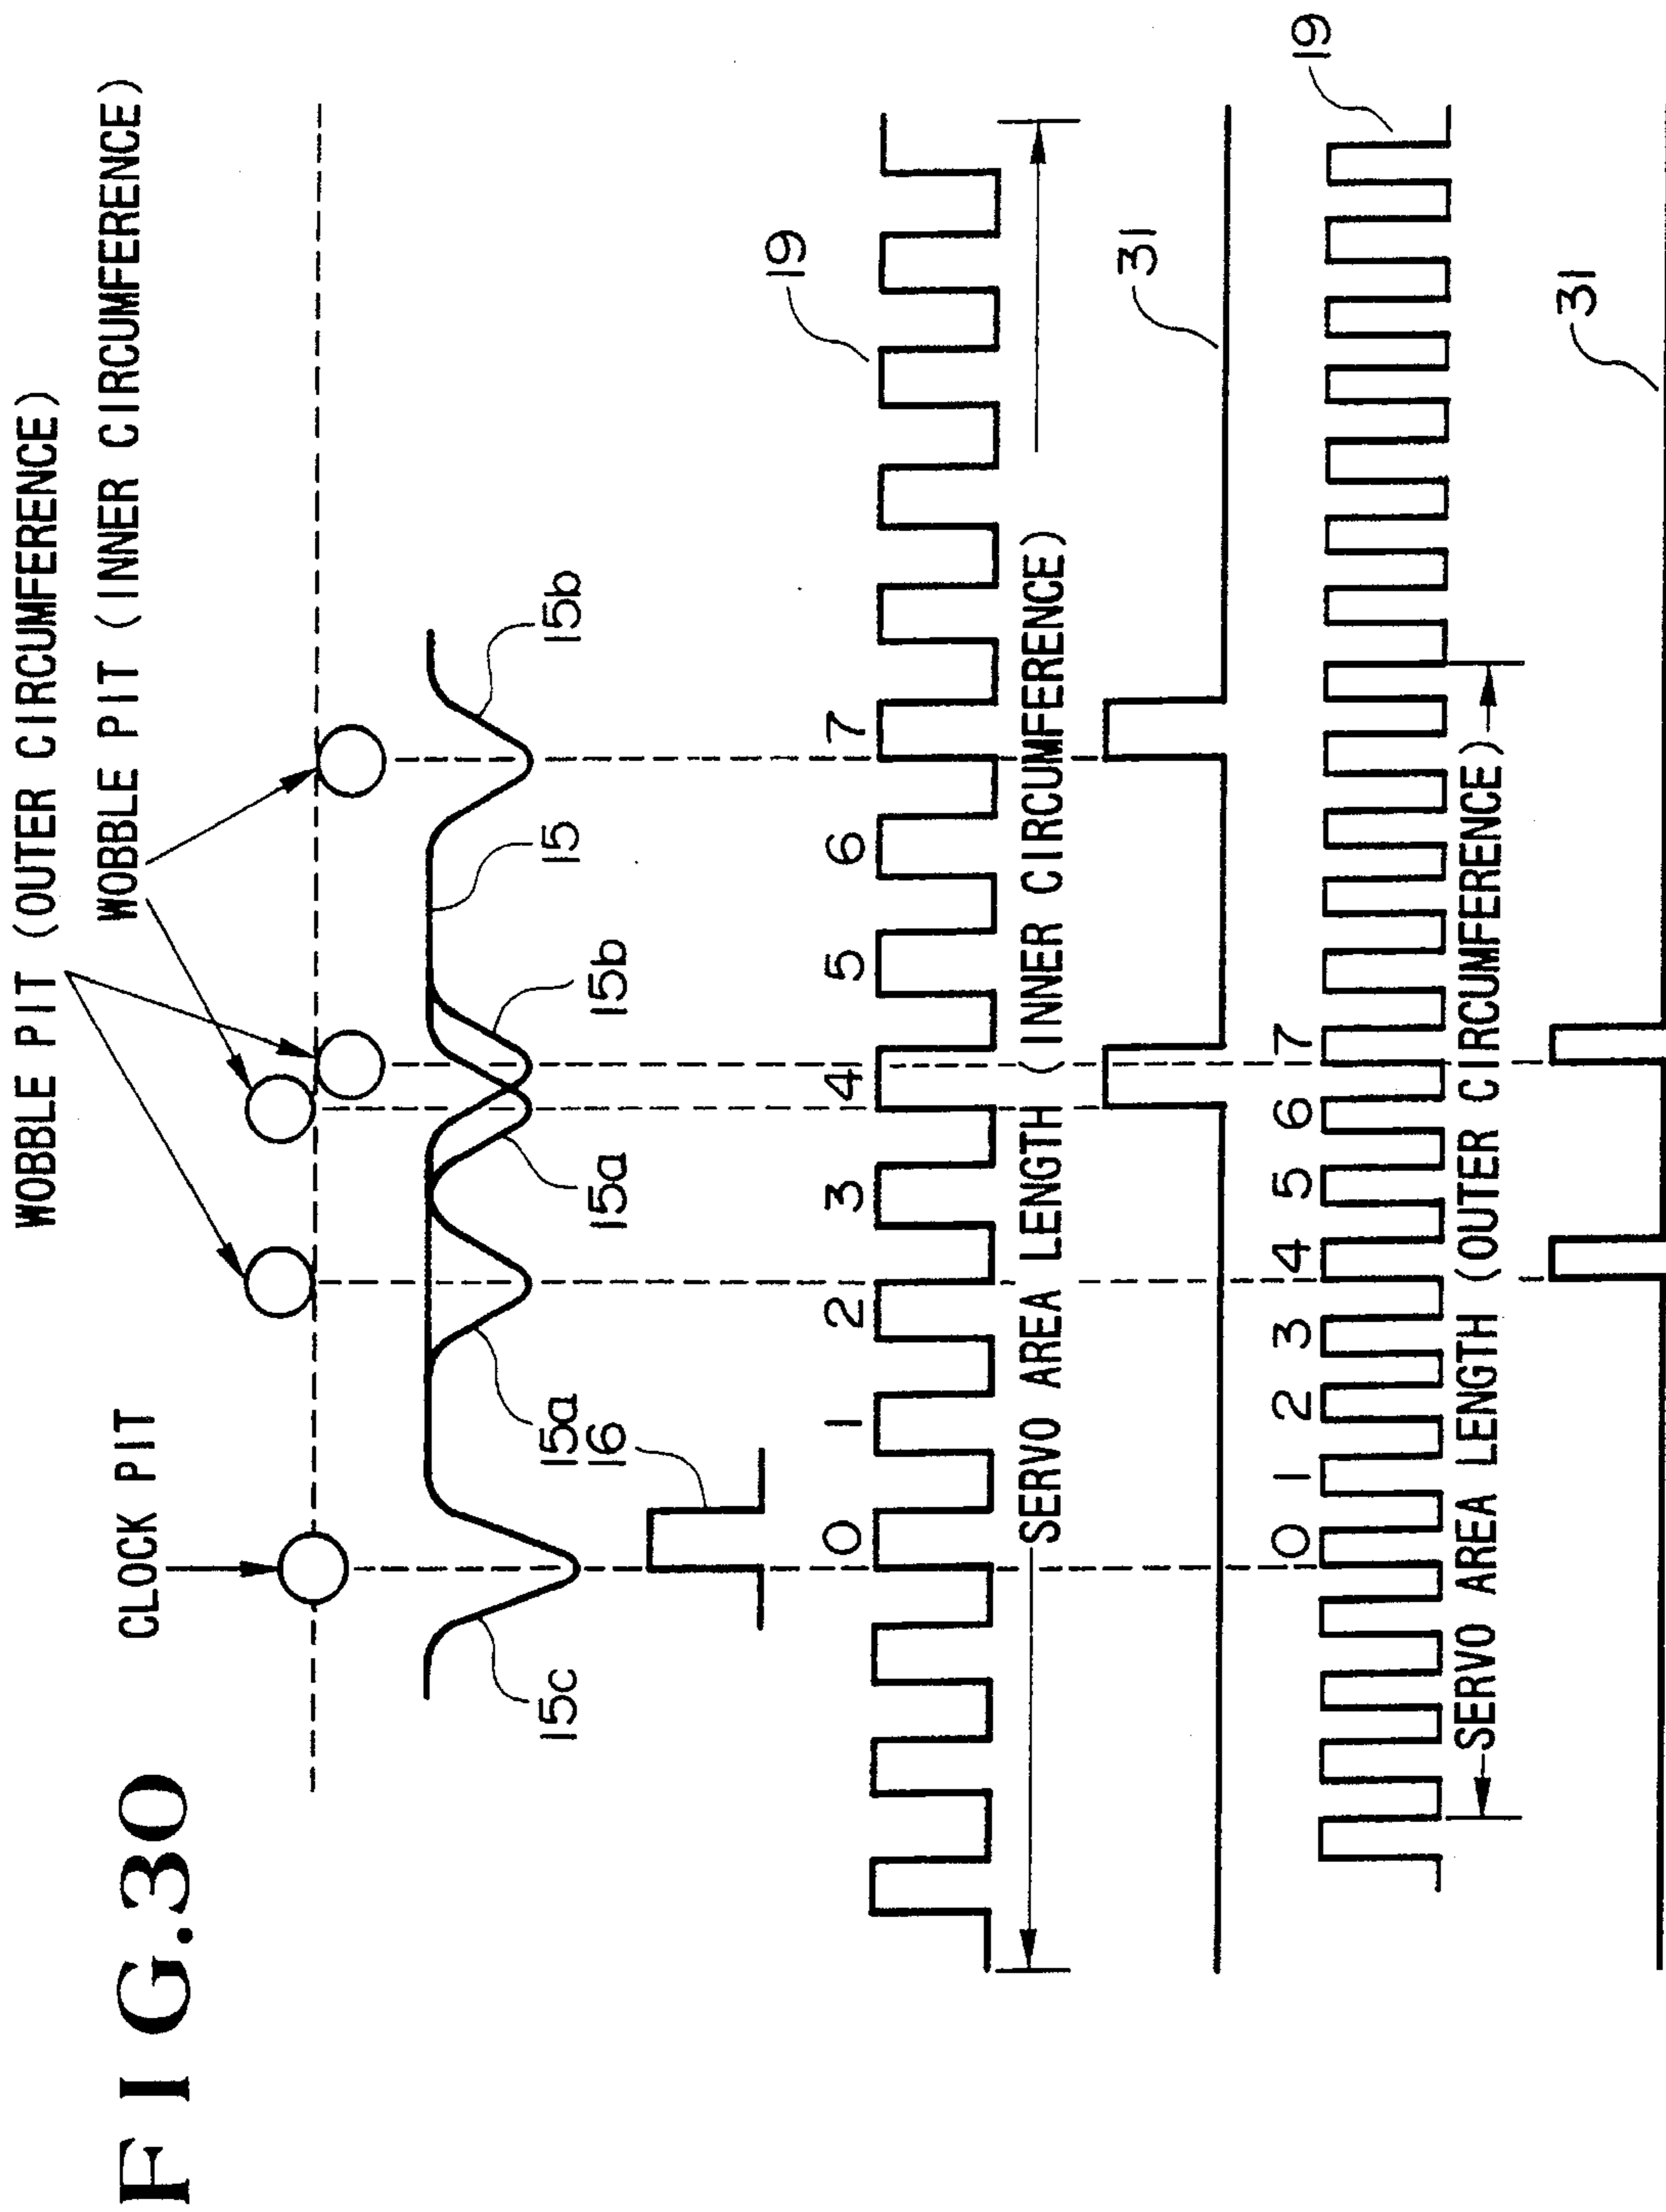 FIG.30
WOBBLE PIT (OUTER CIRCUMFERENCE)
CLOCK PIT
WOBBLE PIT (INNER CIRCUMFERENCE)
15c
15a
16
15a
15b
15
15b
19
0 1 2 3 4 5 6 7
SERVO AREA LENGTH (INNER CIRCUMFERENCE)
31
19
0 1 2 3 4 5 6 7
SERVO AREA LENGTH (OUTER CIRCUMFERENCE)
31